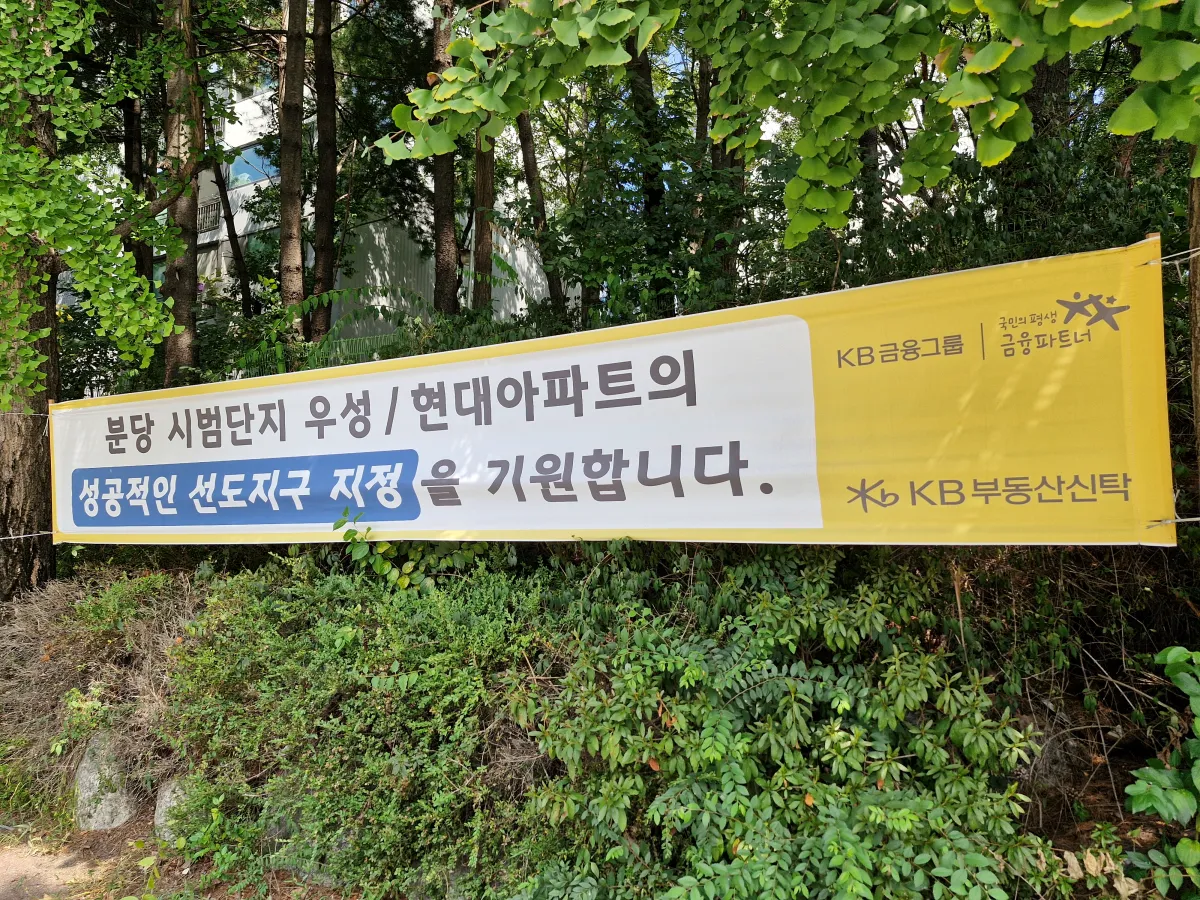 분당 시범단지 우성 / 현대아파트의
성공적인 선도지구 지정을 기원합니다.
KB금융그룹 | 국민의 평생
금융파트너
KB부동산신탁